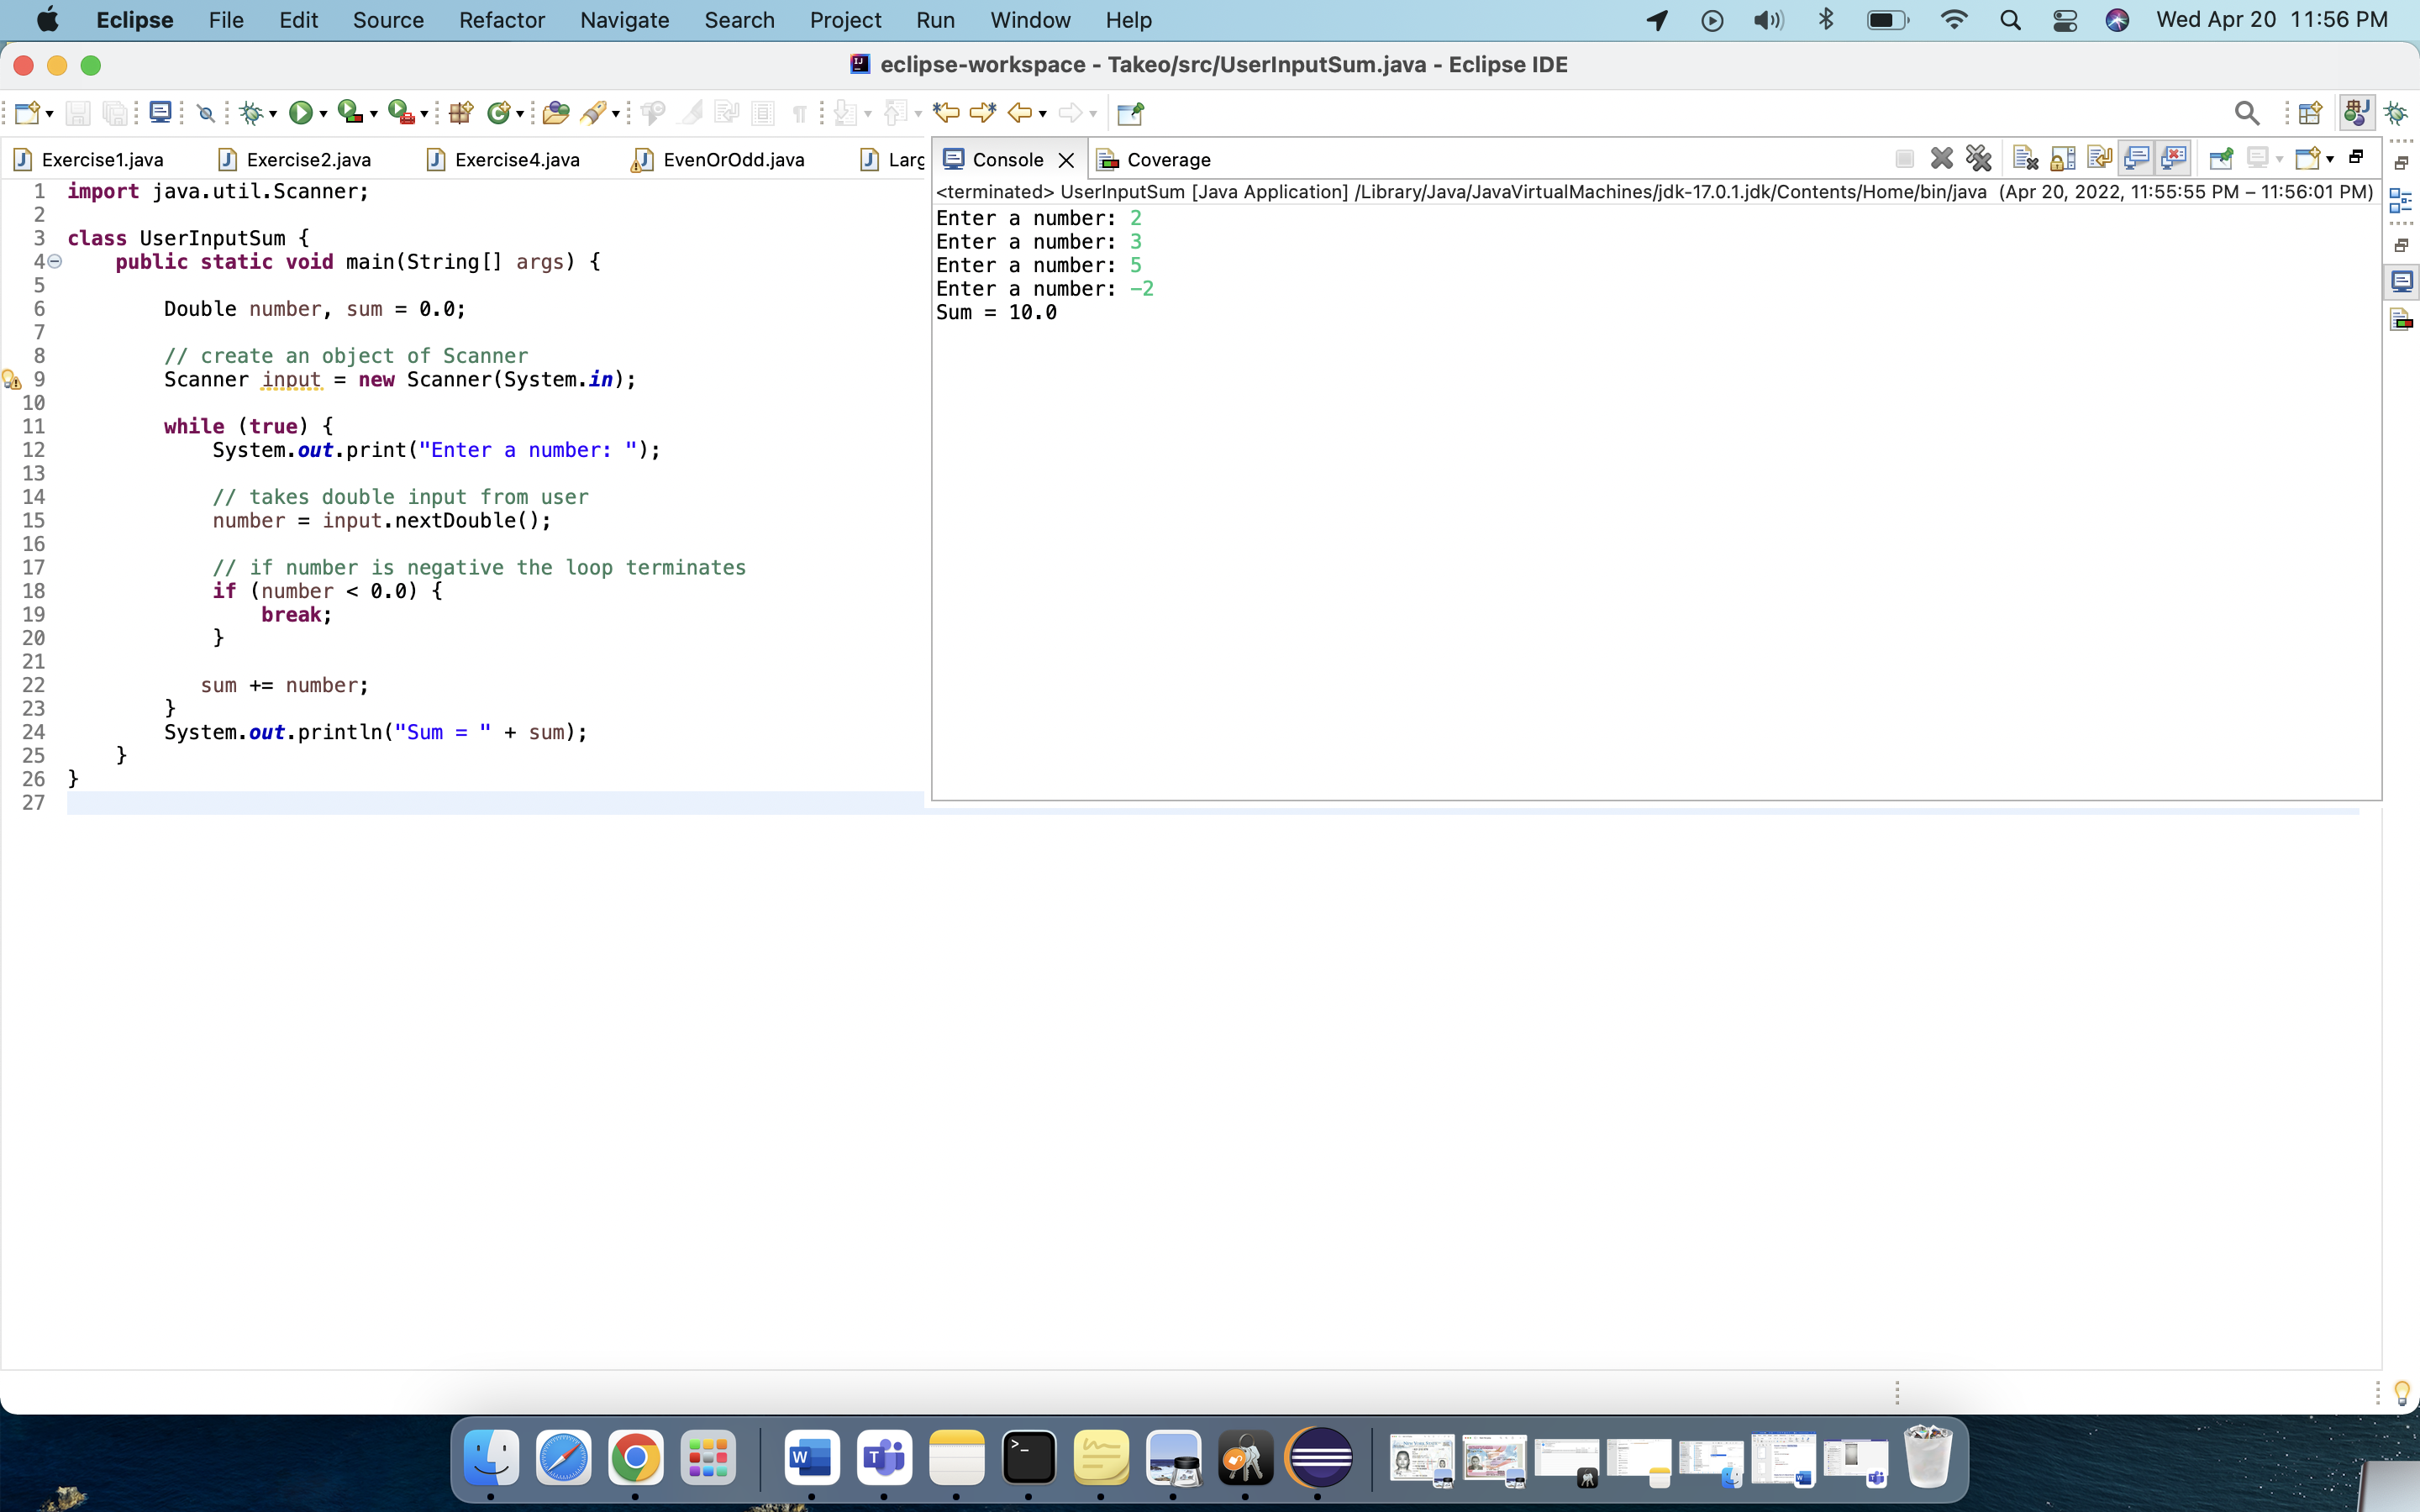 Eclipse File Edit Source Refactor Navigate Search Project Run Window Help Wed Apr 20 11:56 PM
eclipse-workspace - Takeo/src/UserInputSum.java - Eclipse IDE
Exercise1.java Exercise2.java Exercise4.java EvenOrOdd.java Larg
1 import java.util.Scanner;
2
3 class UserInputSum {
4 public static void main(String[] args) {
5
6 Double number, sum = 0.0;
7
8 // create an object of Scanner
9 Scanner input = new Scanner(System.in);
10
11 while (true) {
12 System.out.print("Enter a number: ");
13
14 // takes double input from user
15 number = input.nextDouble();
16
17 // if number is negative the loop terminates
18 if (number < 0.0) {
19 break;
20 }
21
22 sum += number;
23 }
24 System.out.println("Sum = " + sum);
25 }
26 }
27
Console Coverage
<terminated> UserInputSum [Java Application] /Library/Java/JavaVirtualMachines/jdk-17.0.1.jdk/Contents/Home/bin/java (Apr 20, 2022, 11:55:55 PM – 11:56:01 PM)
Enter a number: 2
Enter a number: 3
Enter a number: 5
Enter a number: -2
Sum = 10.0